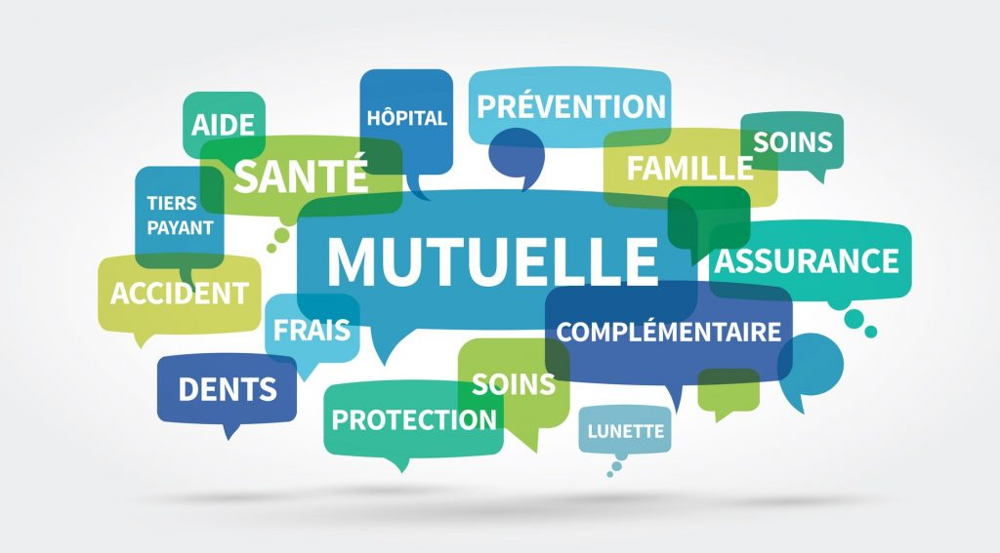 AIDE
HÔPITAL
PRÉVENTION
SOINS
SANTÉ
FAMILLE
TIERS
PAYANT
MUTUELLE
ASSURANCE
ACCIDENT
FRAIS
COMPLÉMENTAIRE
DENTS
SOINS
PROTECTION
LUNETTE